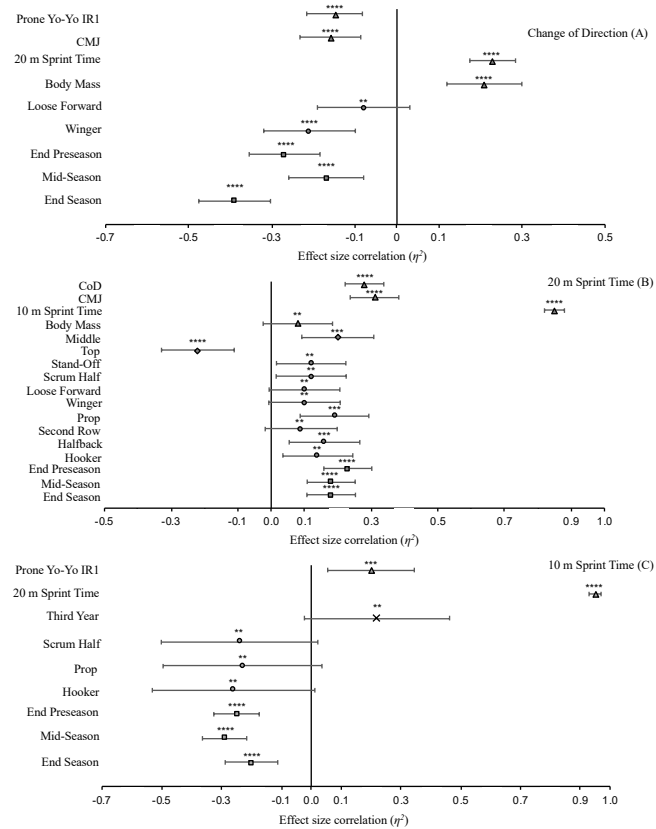 Change of Direction (A)
****
Prone Yo-Yo IR1
****
CMJ
****
20 m Sprint Time
****
Body Mass
**
Loose Forward
****
Winger
****
End Preseason
****
Mid-Season
****
End Season
-0.7 -0.5 -0.3 -0.1 0 0.1 0.3 0.5
Effect size correlation (η²)
20 m Sprint Time (B)
****
CoD
****
CMJ
****
10 m Sprint Time
**
Body Mass
***
Middle
****
Top
**
Stand-Off
**
Scrum Half
**
Loose Forward
**
Winger
***
Prop
**
Second Row
***
Halfback
**
Hooker
****
End Preseason
****
Mid-Season
****
End Season
-0.5 -0.3 -0.1 0.0 0.1 0.3 0.5 0.7 0.9 1.0
Effect size correlation (η²)
10 m Sprint Time (C)
***
Prone Yo-Yo IR1
****
20 m Sprint Time
**
Third Year
**
Scrum Half
**
Prop
**
Hooker
****
End Preseason
****
Mid-Season
****
End Season
-0.7 -0.5 -0.3 -0.1 0.0 0.1 0.3 0.5 0.7 0.9 1.0
Effect size correlation (η²)